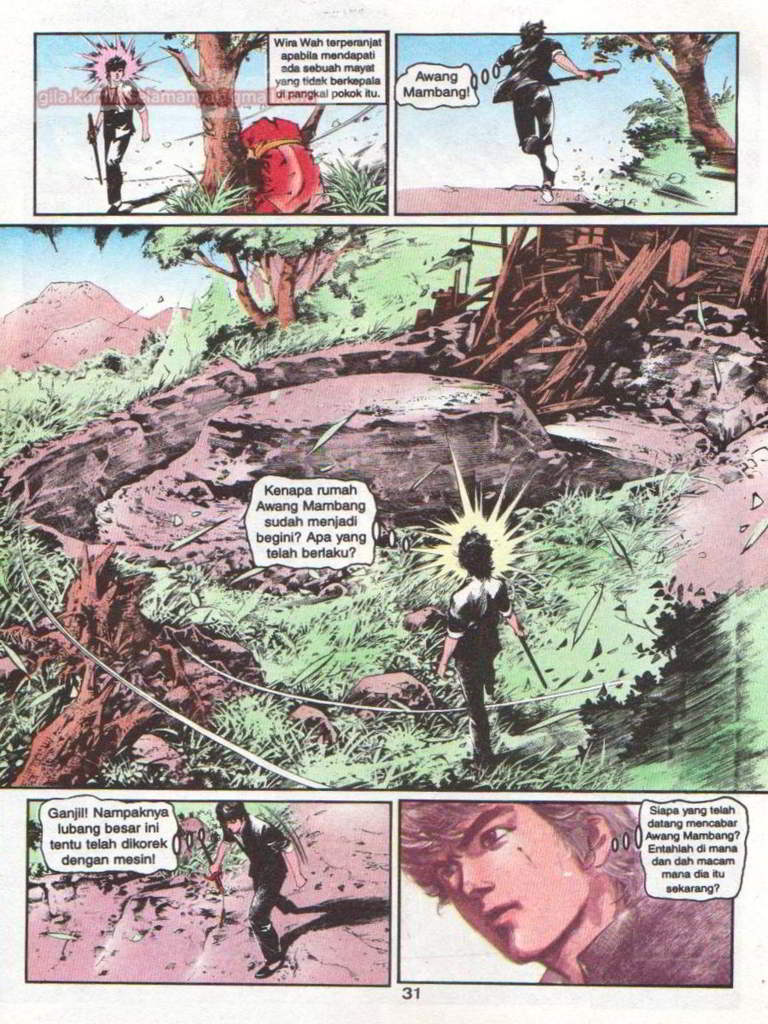 Wira Wah terperanjat
apabila mendapati
ada sebuah mayat
yang tidak berkepala
di pangkal pokok itu.
Awang
Mambang!
Kenapa rumah
Awang Mambang
sudah menjadi
begini? Apa yang
telah berlaku?
Ganjil! Nampaknya
lubang besar ini
tentu telah dikorek
dengan mesin!
Siapa yang telah
datang mencabar
Awang Mambang?
Entahlah di mana
dan dah macam
mana dia itu
sekarang?
31